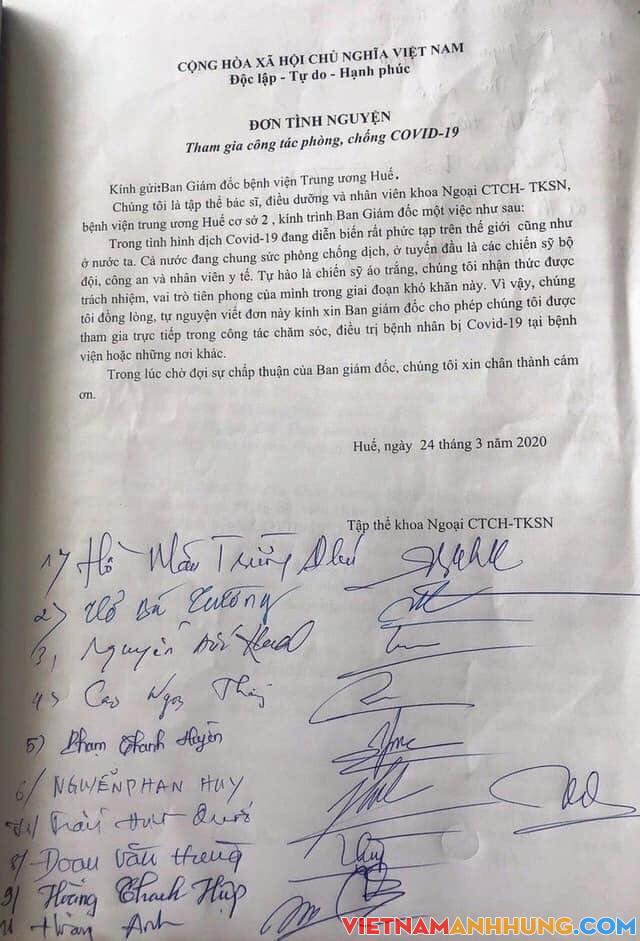 CỘNG HÒA XÃ HỘI CHỦ NGHĨA VIỆT NAM
Độc lập - Tự do - Hạnh phúc
ĐƠN TÌNH NGUYỆN
Tham gia công tác phòng, chống COVID-19
Kính gửi:Ban Giám đốc bệnh viện Trung ương Huế.
Chúng tôi là tập thể bác sĩ, điều dưỡng và nhân viên khoa Ngoại CTCH- TKSN,
bệnh viện trung ương Huế cơ sở 2 , kính trình Ban Giám đốc một việc như sau:
Trong tình hình dịch Covid-19 đang diễn biến rất phức tạp trên thế giới cũng như
ở nước ta. Cả nước đang chung sức phòng chống dịch, ở tuyến đầu là các chiến sỹ bộ
đội, công an và nhân viên y tế. Tự hào là chiến sỹ áo trắng, chúng tôi nhận thức được
trách nhiệm, vai trò tiên phong của mình trong giai đoạn khó khăn này. Vì vậy, chúng
tôi đồng lòng, tự nguyện viết đơn này kính xin Ban giám đốc cho phép chúng tôi được
tham gia trực tiếp trong công tác chăm sóc, điều trị bệnh nhân bị Covid-19 tại bệnh
viện hoặc những nơi khác.
Trong lúc chờ đợi sự chấp thuận của Ban giám đốc, chúng tôi xin chân thành cám
ơn.
Huế, ngày 24 tháng 3 năm 2020
Tập thể khoa Ngoại CTCH-TKSN
1) Hồ Mẫn Trường Phú
2) Hồ Bá
3) Nguyễn
4) Cao Ngọc
5) Phạm Thanh Huyền
6/ NGUYỄN PHAN HUY
7/ Trần Hữu
8/ Đoàn Văn Hưng
9/ Hoàng Thanh Hiệp
Hoàng Anh
VIETNAMANHHUNG.COM